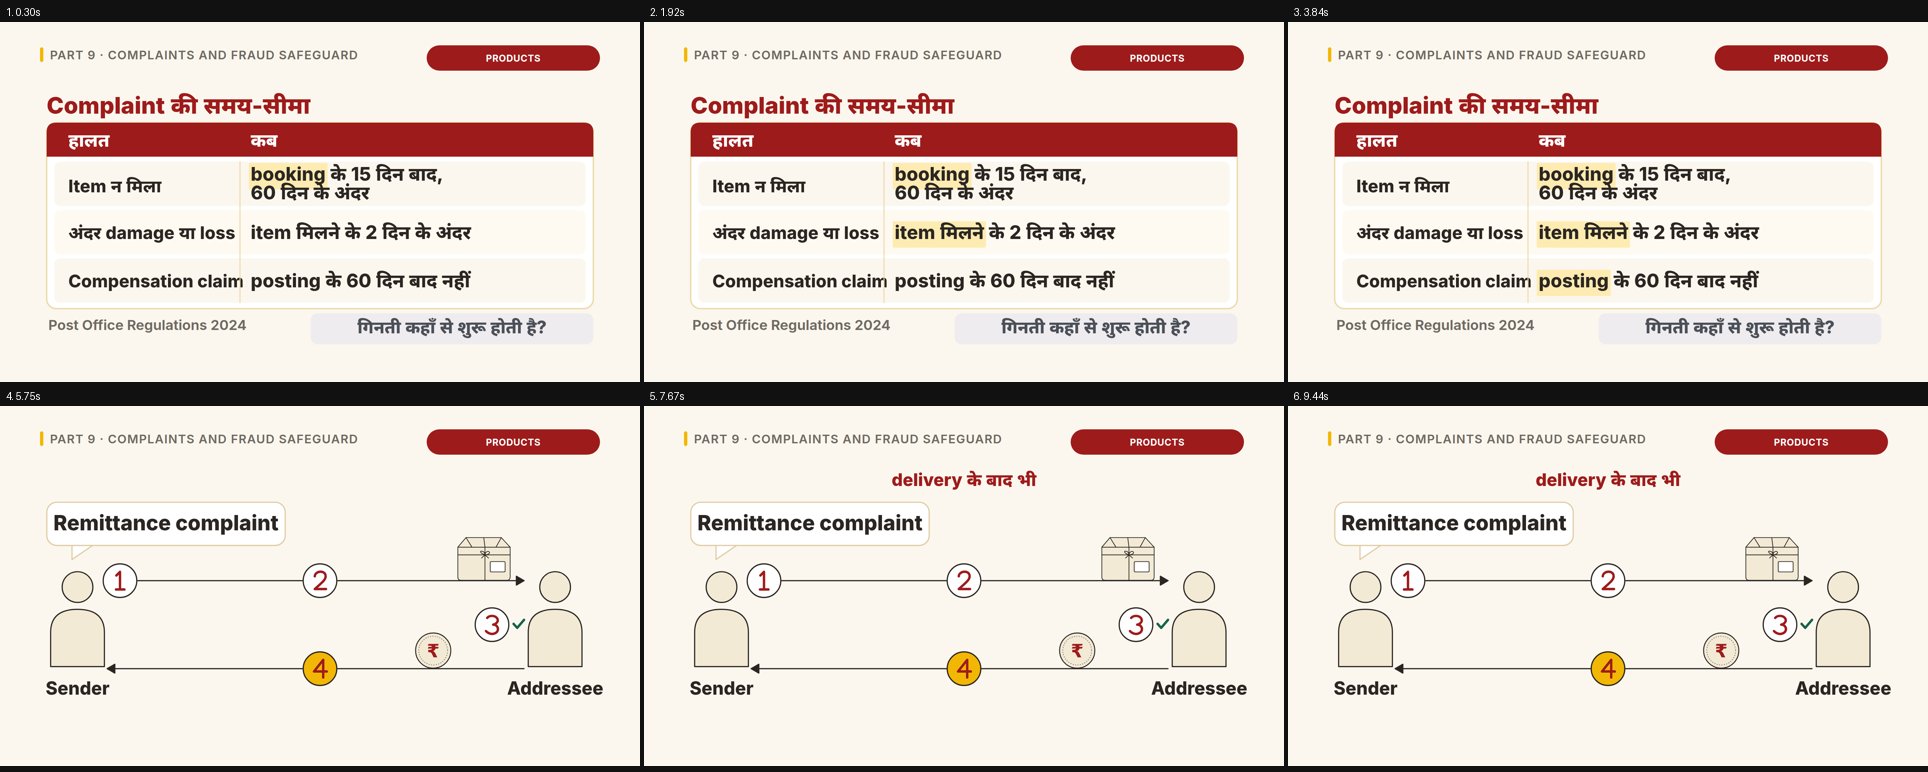 1. 0.30s
PART 9 · COMPLAINTS AND FRAUD SAFEGUARD
PRODUCTS
Complaint की समय-सीमा
हालत कब
Item न मिला booking के 15 दिन बाद,
60 दिन के अंदर
अंदर damage या loss item मिलने के 2 दिन के अंदर
Compensation claim posting के 60 दिन बाद नहीं
Post Office Regulations 2024
गिनती कहाँ से शुरू होती है?
2. 1.92s
PART 9 · COMPLAINTS AND FRAUD SAFEGUARD
PRODUCTS
Complaint की समय-सीमा
हालत कब
Item न मिला booking के 15 दिन बाद,
60 दिन के अंदर
अंदर damage या loss item मिलने के 2 दिन के अंदर
Compensation claim posting के 60 दिन बाद नहीं
Post Office Regulations 2024
गिनती कहाँ से शुरू होती है?
3. 3.84s
PART 9 · COMPLAINTS AND FRAUD SAFEGUARD
PRODUCTS
Complaint की समय-सीमा
हालत कब
Item न मिला booking के 15 दिन बाद,
60 दिन के अंदर
अंदर damage या loss item मिलने के 2 दिन के अंदर
Compensation claim posting के 60 दिन बाद नहीं
Post Office Regulations 2024
गिनती कहाँ से शुरू होती है?
4. 5.75s
PART 9 · COMPLAINTS AND FRAUD SAFEGUARD
PRODUCTS
Remittance complaint
1 2
3
₹
4
Sender Addressee
5. 7.67s
PART 9 · COMPLAINTS AND FRAUD SAFEGUARD
PRODUCTS
delivery के बाद भी
Remittance complaint
1 2
3
₹
4
Sender Addressee
6. 9.44s
PART 9 · COMPLAINTS AND FRAUD SAFEGUARD
PRODUCTS
delivery के बाद भी
Remittance complaint
1 2
3
₹
4
Sender Addressee